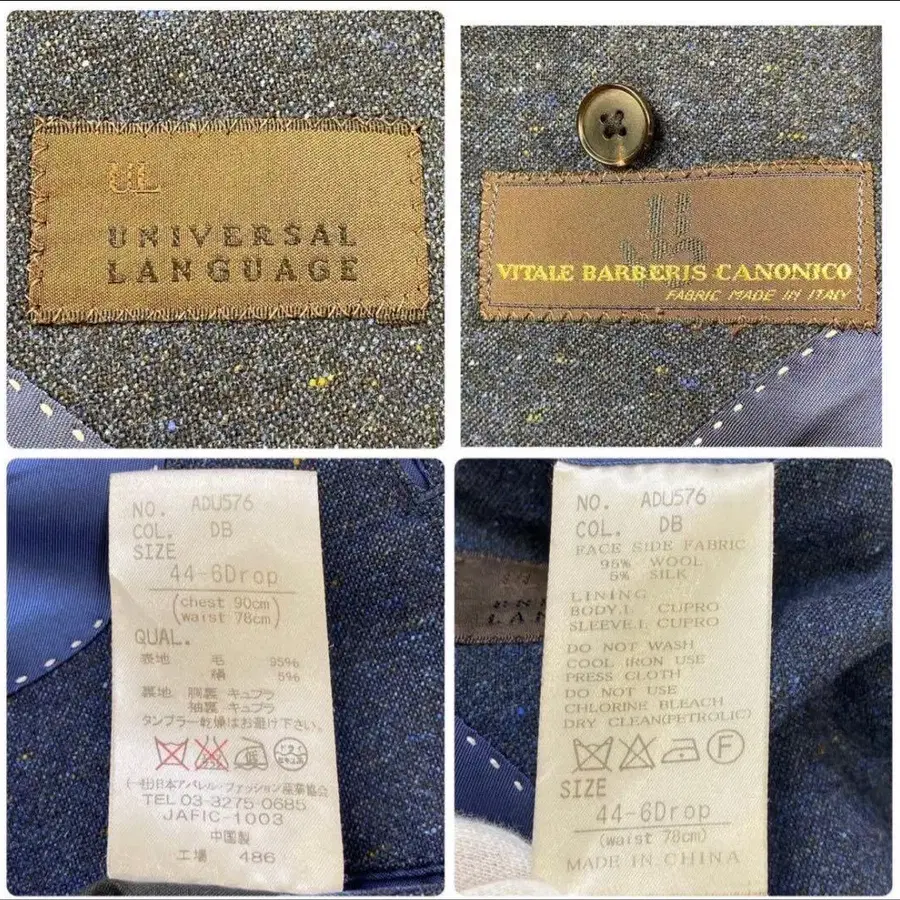 UL
UNIVERSAL
LANGUAGE
VITALE BARBERIS CANONICO
FABRIC MADE IN ITALY
NO. ADU576
COL. DB
SIZE
44-6Drop
(chest 90cm
waist 78cm)
QUAL.
表地 毛 95%
絹 5%
裏地 胴裏 キュプラ
袖裏 キュプラ
タンブラー乾燥はお避け下さい。
低
ドライ
(一社)日本アパレル・ファッション産業協会
TEL 03-3275-0685
JAFIC-1003
中国製
工場 486
NO. ADU576
COL. DB
FACE SIDE FABRIC
95% WOOL
5% SILK
LINING
BODY.L CUPRO
SLEEVE.L CUPRO
DO NOT WASH
COOL IRON USE
PRESS CLOTH
DO NOT USE
CHLORINE BLEACH
DRY CLEAN(PETROLIC)
F
SIZE
44-6Drop
(waist 78cm)
MADE IN CHINA